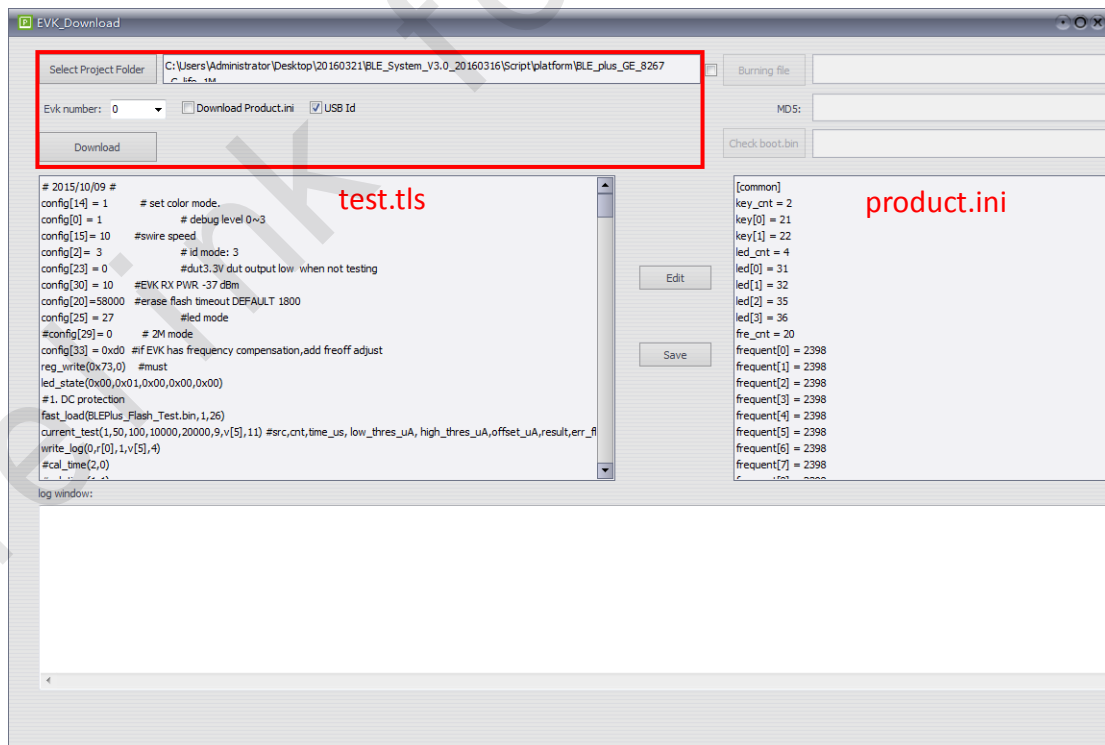 EVK_Download
Select Project Folder
C:\Users\Administrator\Desktop\20160321\BLE_System_V3.0_20160316\Script\platform\BLE_plus_GE_8267
Burning file
Evk number: 0
Download Product.ini
USB Id
MD5:
Download
Check boot.bin
test.tls
# 2015/10/09 #
config[14] = 1 # set color mode.
config[0] = 1 # debug level 0~3
config[15]= 10 #swire speed
config[2]= 3 # id mode: 3
config[23] = 0 #dut3.3V dut output low when not testing
config[30] = 10 #EVK RX PWR -37 dBm
config[20]=58000 #erase flash timeout DEFAULT 1800
config[25] = 27 #led mode
#config[29]= 0 # 2M mode
config[33] = 0xd0 #if EVK has frequency compensation,add freoff adjust
reg_write(0x73,0) #must
led_state(0x00,0x01,0x00,0x00,0x00)
#1. DC protection
fast_load(BLEPlus_Flash_Test.bin,1,26)
current_test(1,50,100,10000,20000,9,v[5],11) #src,cnt,time_us, low_thres_uA, high_thres_uA,offset_uA,result,err_fl
write_log(0,r[0],1,v[5],4)
#cal_time(2,0)
Edit
Save
product.ini
[common]
key_cnt = 2
key[0] = 21
key[1] = 22
led_cnt = 4
led[0] = 31
led[1] = 32
led[2] = 35
led[3] = 36
fre_cnt = 20
frequent[0] = 2398
frequent[1] = 2398
frequent[2] = 2398
frequent[3] = 2398
frequent[4] = 2398
frequent[5] = 2398
frequent[6] = 2398
frequent[7] = 2398
log window: